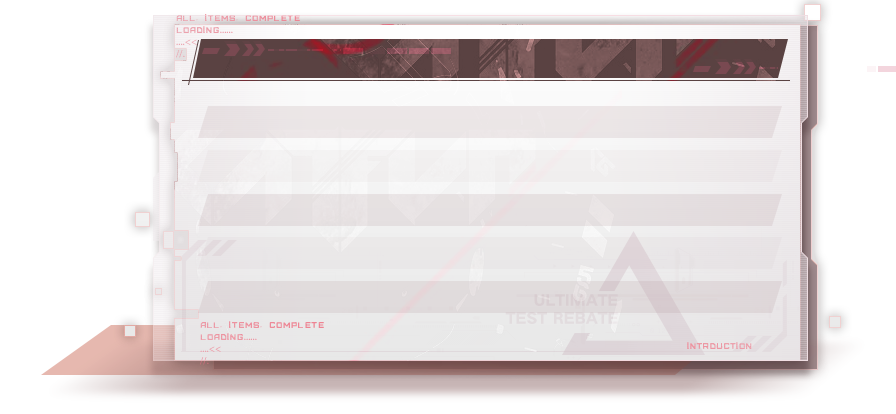 ALL ITEMS COMPLETE
LOADING......
....<<
//.
ULTIMATE
TEST REBATE
ALL ITEMS COMPLETE
LOADING......
....<<
INTRODUCTION